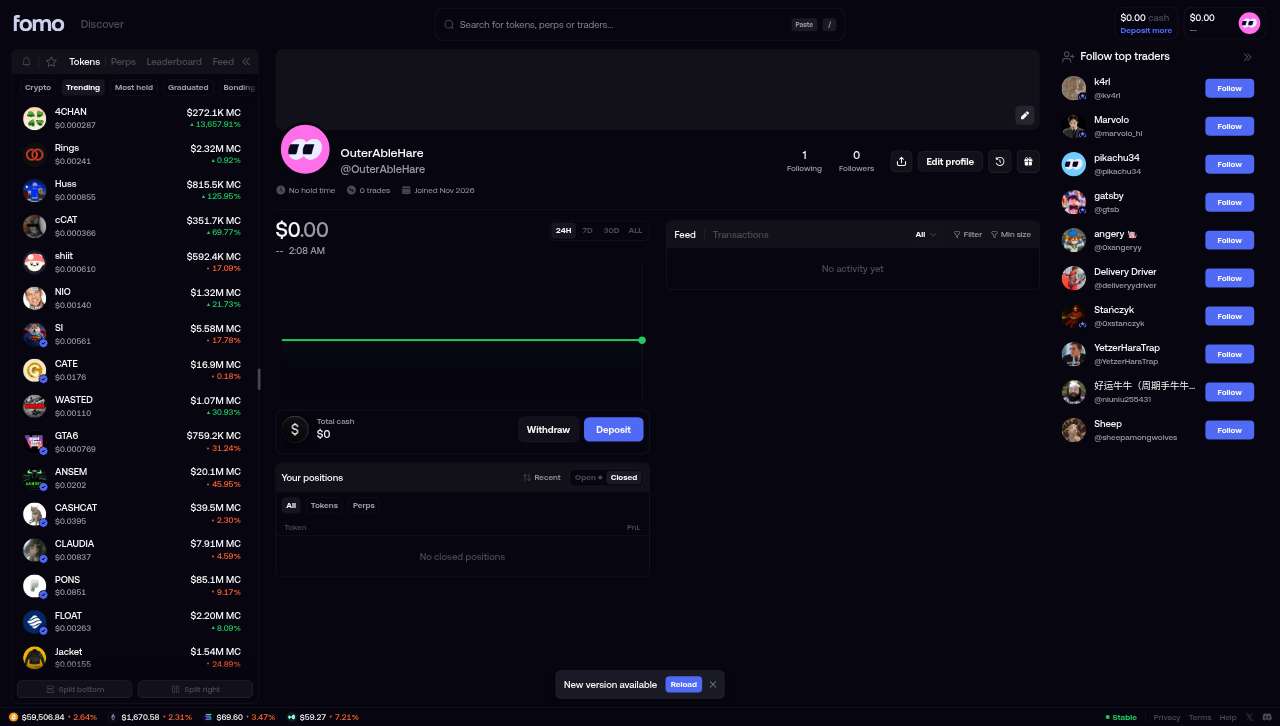 fomo
Discover
Search for tokens, perps or traders...
Paste
/
$0.00 cash
Deposit more
$0.00
—
Tokens
Perps
Leaderboard
Feed
Crypto
Trending
Most held
Graduated
Bonding
4CHAN
$272.1K MC
$0.000287
13,657.91%
Rings
$2.32M MC
$0.00241
0.92%
Huss
$815.5K MC
$0.000855
125.95%
cCAT
$351.7K MC
$0.000366
69.77%
shiit
$592.4K MC
$0.000610
17.09%
NIO
$1.32M MC
$0.00140
21.73%
SI
$5.58M MC
$0.00561
17.78%
CATE
$16.9M MC
$0.0176
0.18%
WASTED
$1.07M MC
$0.00110
30.93%
GTA6
$759.2K MC
$0.000769
31.24%
ANSEM
$20.1M MC
$0.0202
45.95%
CASHCAT
$39.5M MC
$0.0395
2.30%
CLAUDIA
$7.91M MC
$0.00837
4.59%
PONS
$85.1M MC
$0.0851
9.17%
FLOAT
$2.20M MC
$0.00263
8.09%
Jacket
$1.54M MC
$0.00155
24.89%
Split bottom
Split right
OuterAbleHare
@OuterAbleHare
1
Following
0
Followers
Edit profile
No hold time
0 trades
Joined Nov 2026
$0.00
-- 2:08 AM
24H
7D
30D
ALL
$
Total cash
$0
Withdraw
Deposit
Your positions
Recent
Open
Closed
All
Tokens
Perps
Token
PnL
No closed positions
Feed
Transactions
All
Filter
Min size
No activity yet
Follow top traders
k4rl
@kv4rl
Follow
Marvolo
@marvolo_hl
Follow
pikachu34
@pikachu34
Follow
gatsby
@gtsb
Follow
angery
@0xangeryy
Follow
Delivery Driver
@deliveryydriver
Follow
Stańczyk
@0xstanczyk
Follow
YetzerHaraTrap
@YetzerHaraTrap
Follow
好运牛牛（周期手牛牛...
@niuniu255431
Follow
Sheep
@sheepamongwolves
Follow
New version available
Reload
$59,506.84 2.64%
$1,670.58 2.31%
$69.60 3.47%
$59.27 7.21%
Stable
Privacy
Terms
Help